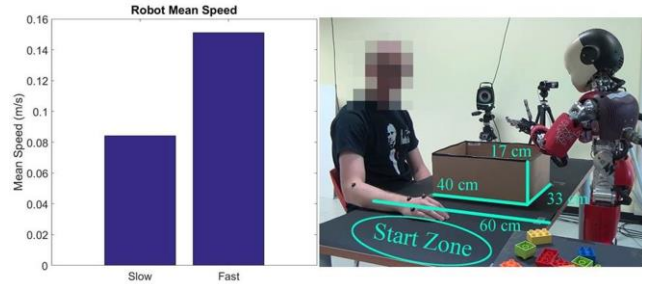 Robot Mean Speed
Mean Speed (m/s)
0.16
0.14
0.12
0.1
0.08
0.06
0.04
0.02
0
Slow
Fast
17 cm
40 cm
33 cm
60 cm
Start Zone